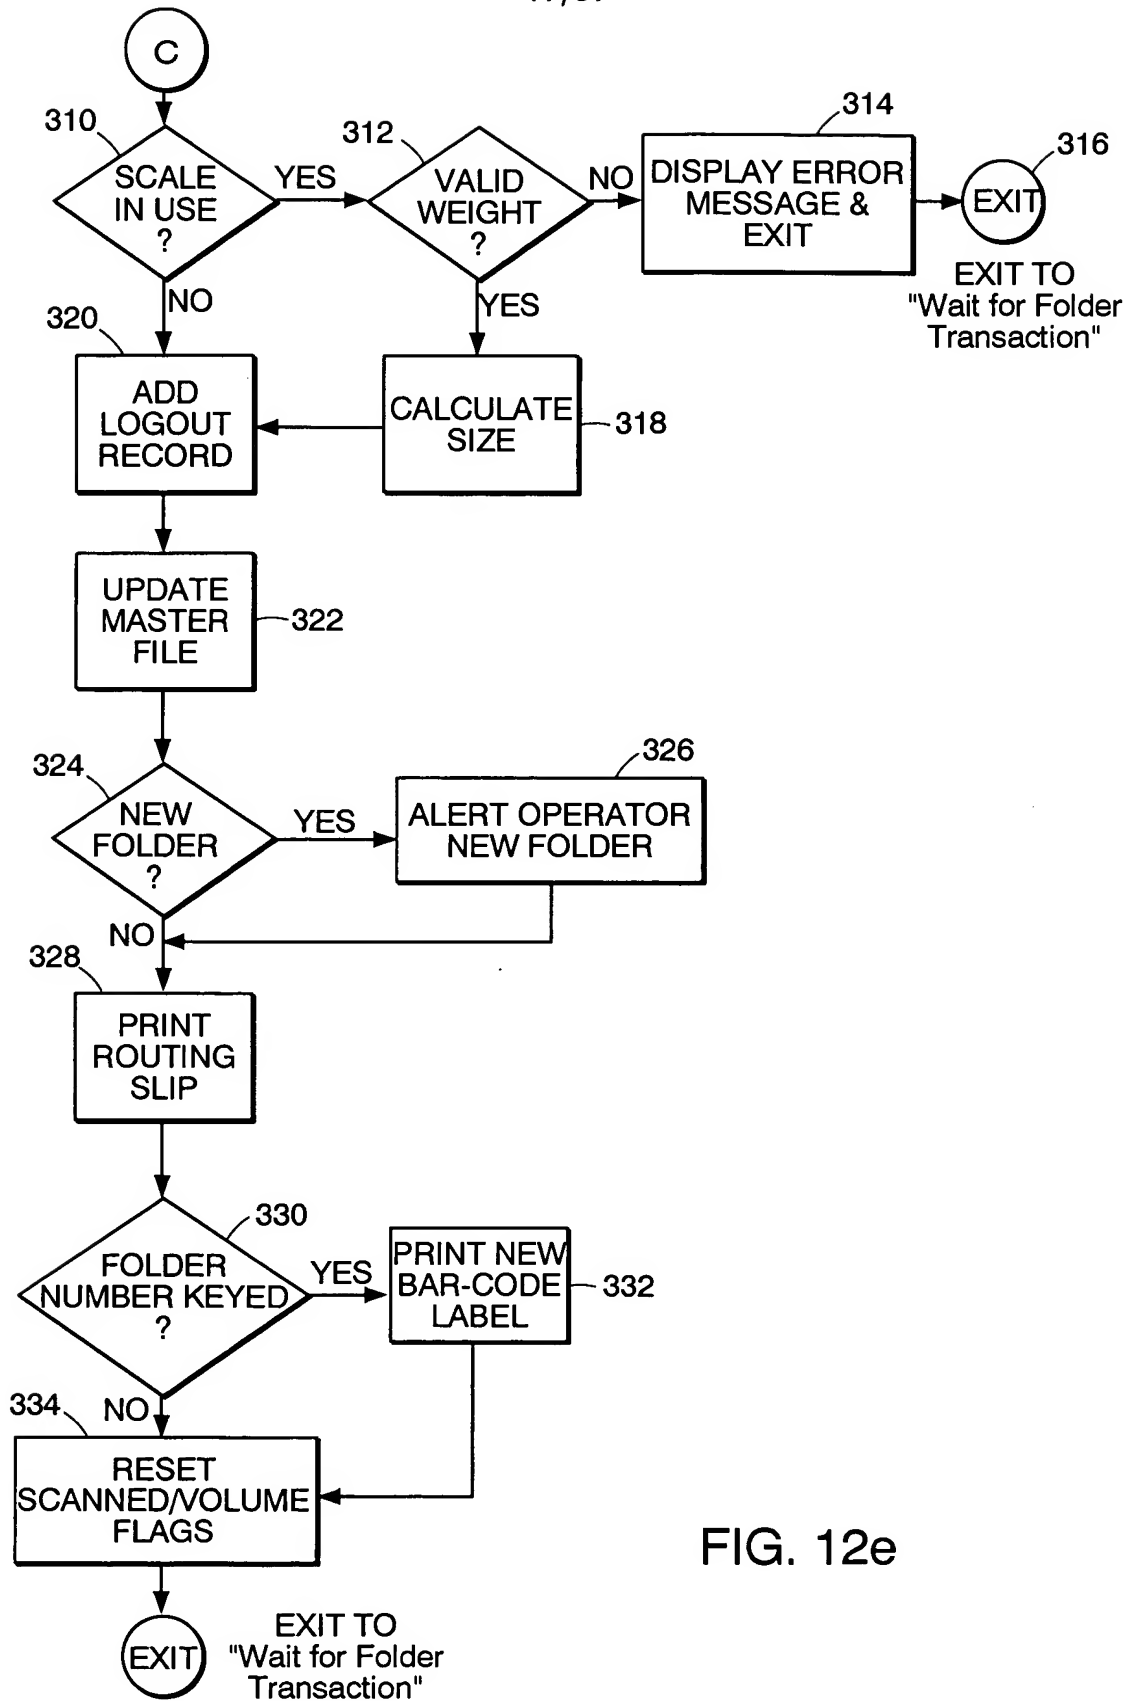 C
310
SCALE
IN USE
?
YES
312
VALID
WEIGHT
?
NO
314
DISPLAY ERROR
MESSAGE &
EXIT
316
EXIT
EXIT TO
"Wait for Folder
Transaction"
NO
YES
320
ADD
LOGOUT
RECORD
CALCULATE
SIZE
318
UPDATE
MASTER
FILE
322
324
NEW
FOLDER
?
YES
326
ALERT OPERATOR
NEW FOLDER
NO
328
PRINT
ROUTING
SLIP
330
FOLDER
NUMBER KEYED
?
YES
PRINT NEW
BAR-CODE
LABEL
332
NO
334
RESET
SCANNED/VOLUME
FLAGS
EXIT
EXIT TO
"Wait for Folder
Transaction"
FIG. 12e